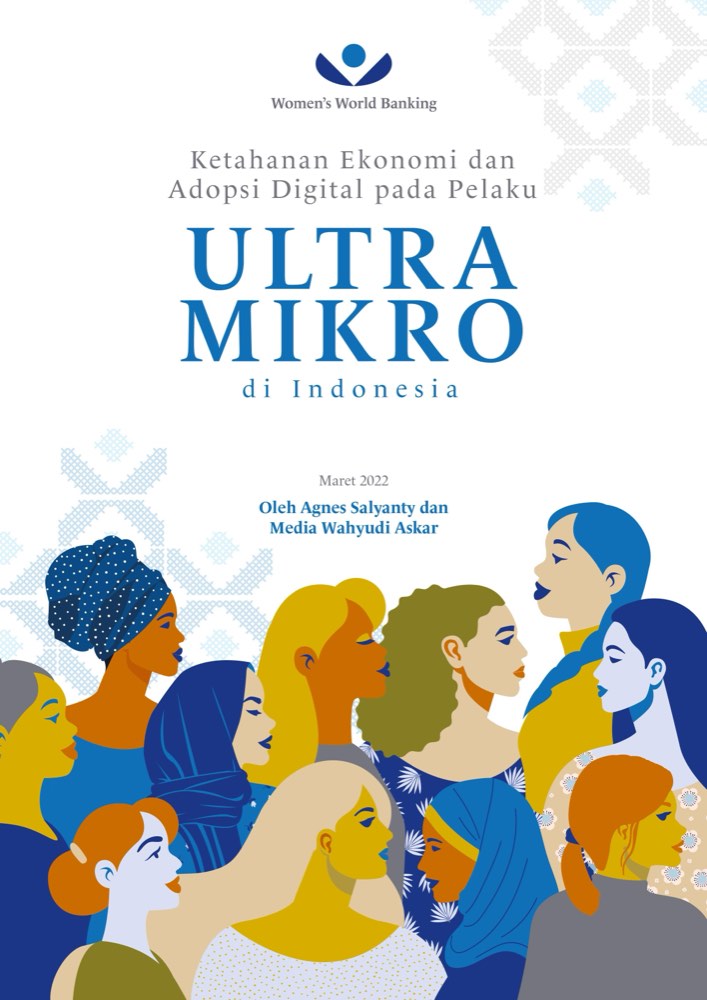 Women's World Banking
Ketahanan Ekonomi dan
Adopsi Digital pada Pelaku
ULTRA
MIKRO
di Indonesia
Maret 2022
Oleh Agnes Salyanty dan
Media Wahyudi Askar